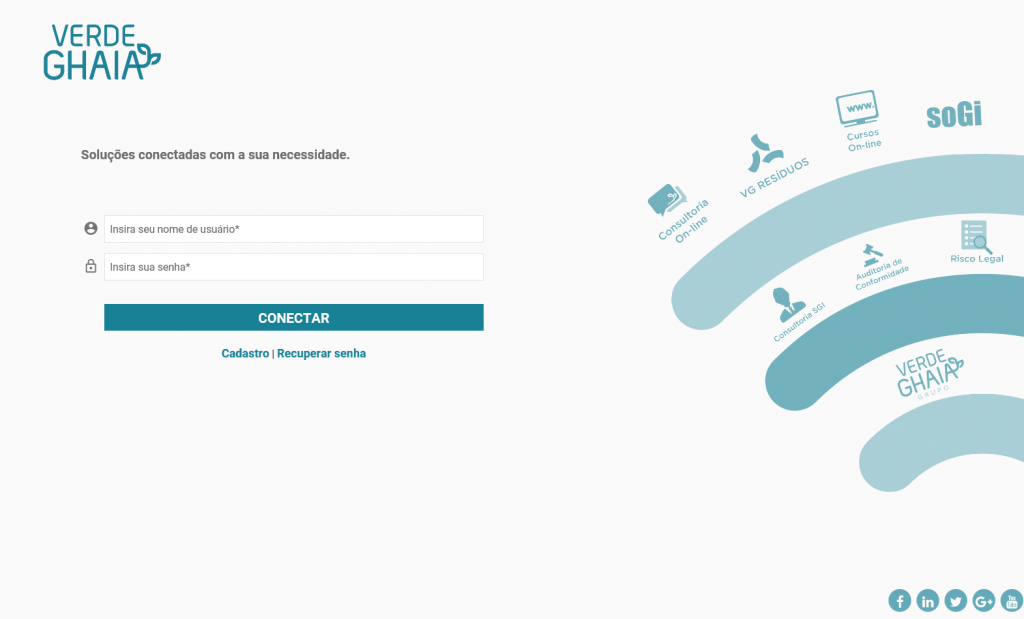 VERDE
GHAIA
Soluções conectadas com a sua necessidade.
Insira seu nome de usuário*
Insira sua senha*
CONECTAR
Cadastro | Recuperar senha
www.
Cursos
On-line
soGi
VG RESÍDUOS
Consultoria
On-line
Risco Legal
Auditoria de
Conformidade
Consultoria SGI
VERDE
GHAIA
GRUPO
f
in
G+
You
Tube